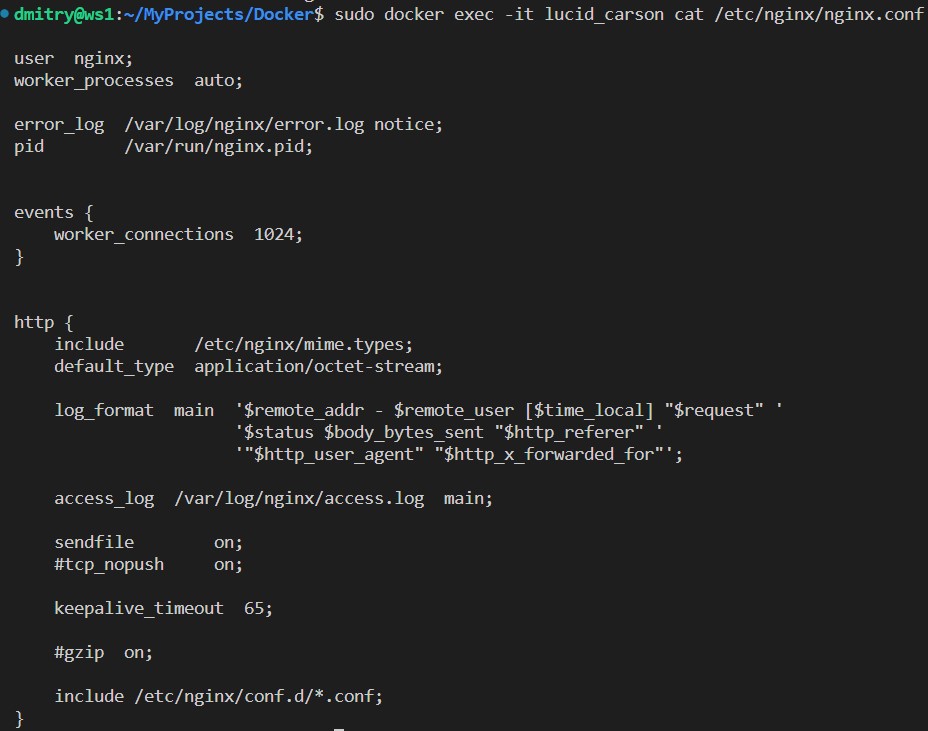 dmitry@ws1:~/MyProjects/Docker$ sudo docker exec -it lucid_carson cat /etc/nginx/nginx.conf
user  nginx;
worker_processes  auto;
error_log  /var/log/nginx/error.log notice;
pid        /var/run/nginx.pid;
events {
    worker_connections  1024;
}
http {
    include       /etc/nginx/mime.types;
    default_type  application/octet-stream;
    log_format  main  '$remote_addr - $remote_user [$time_local] "$request" '
                      '$status $body_bytes_sent "$http_referer" '
                      '"$http_user_agent" "$http_x_forwarded_for"';
    access_log  /var/log/nginx/access.log  main;
    sendfile        on;
    #tcp_nopush     on;
    keepalive_timeout  65;
    #gzip  on;
    include /etc/nginx/conf.d/*.conf;
}